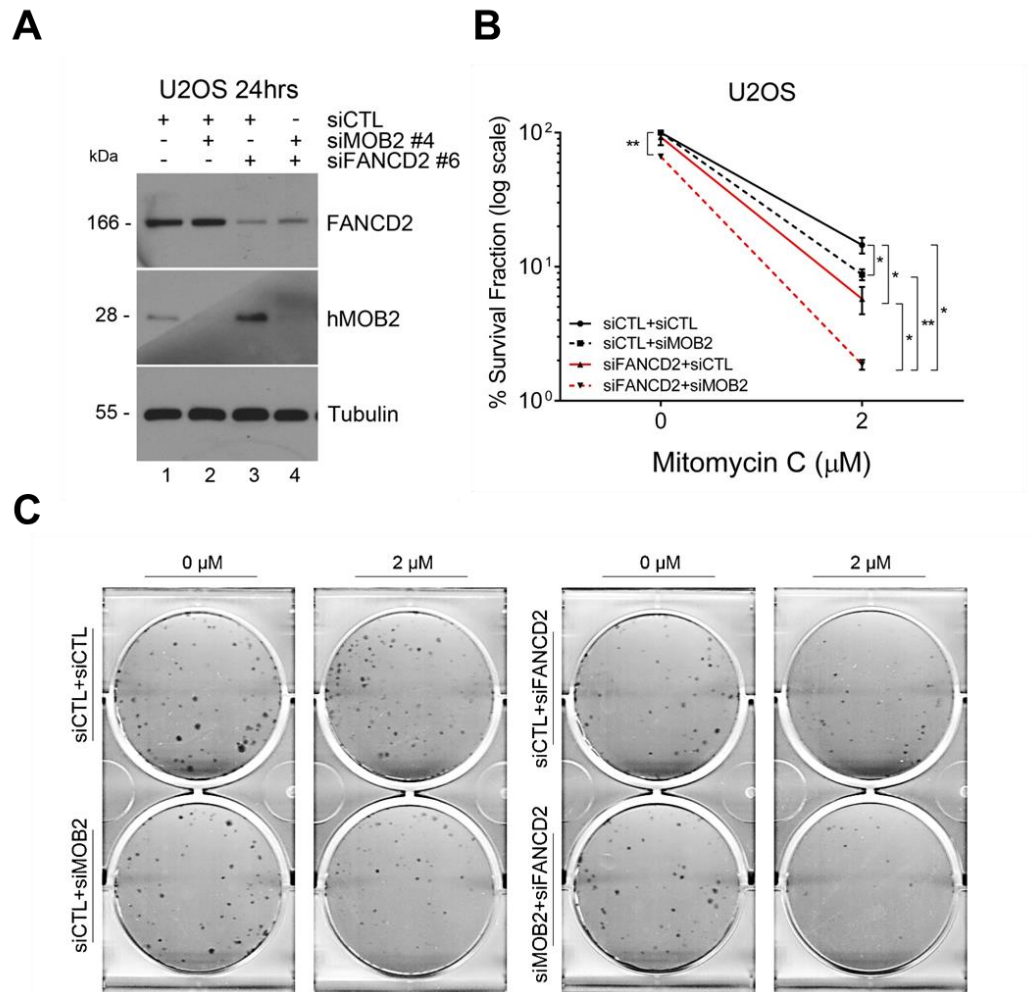 A
U2OS 24hrs
+ + + - siCTL
- + - + siMOB2 #4
kDa - - + + siFANCD2 #6
166 - FANCD2
28 - hMOB2
55 - Tubulin
1 2 3 4
B
U2OS
% Survival Fraction (log scale)
10²
10¹
10⁰
**
*
*
*
**
*
siCTL+siCTL
siCTL+siMOB2
siFANCD2+siCTL
siFANCD2+siMOB2
0 2
Mitomycin C (µM)
C
0 µM 2 µM 0 µM 2 µM
siCTL+siCTL
siCTL+siMOB2
siCTL+siFANCD2
siMOB2+siFANCD2